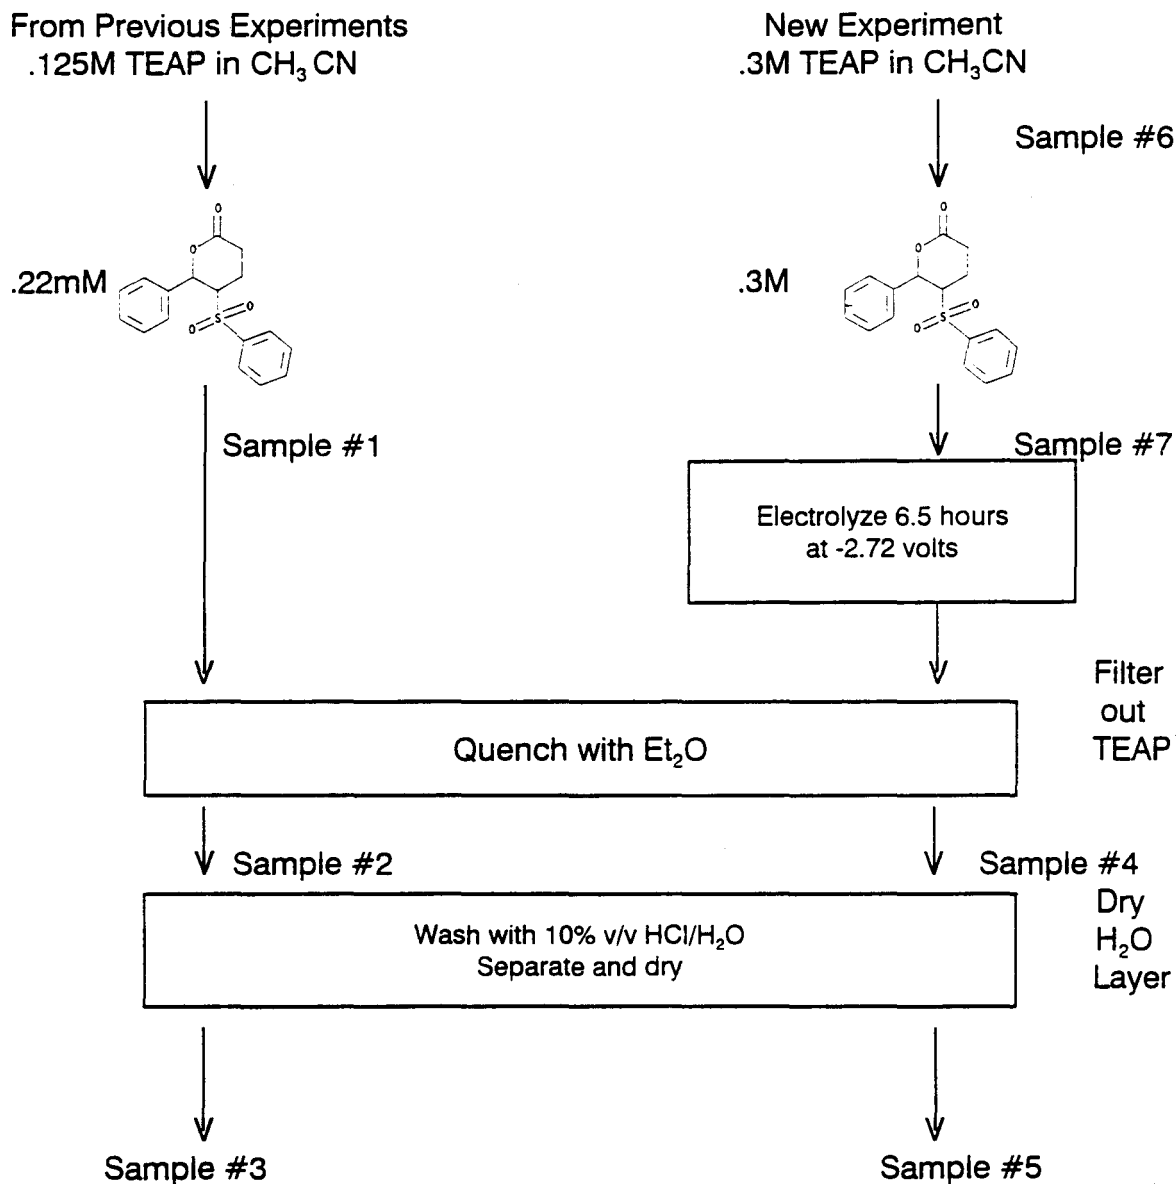 From Previous Experiments
.125M TEAP in CH₃CN
New Experiment
.3M TEAP in CH₃CN
Sample #6
O
O
.22mM
O
S
O
O
O
.3M
O
S
O
Sample #1
Sample #7
Electrolyze 6.5 hours
at -2.72 volts
Filter
out
TEAP
Quench with Et₂O
Sample #2
Sample #4
Dry
H₂O
Layer
Wash with 10% v/v HCl/H₂O
Separate and dry
Sample #3
Sample #5